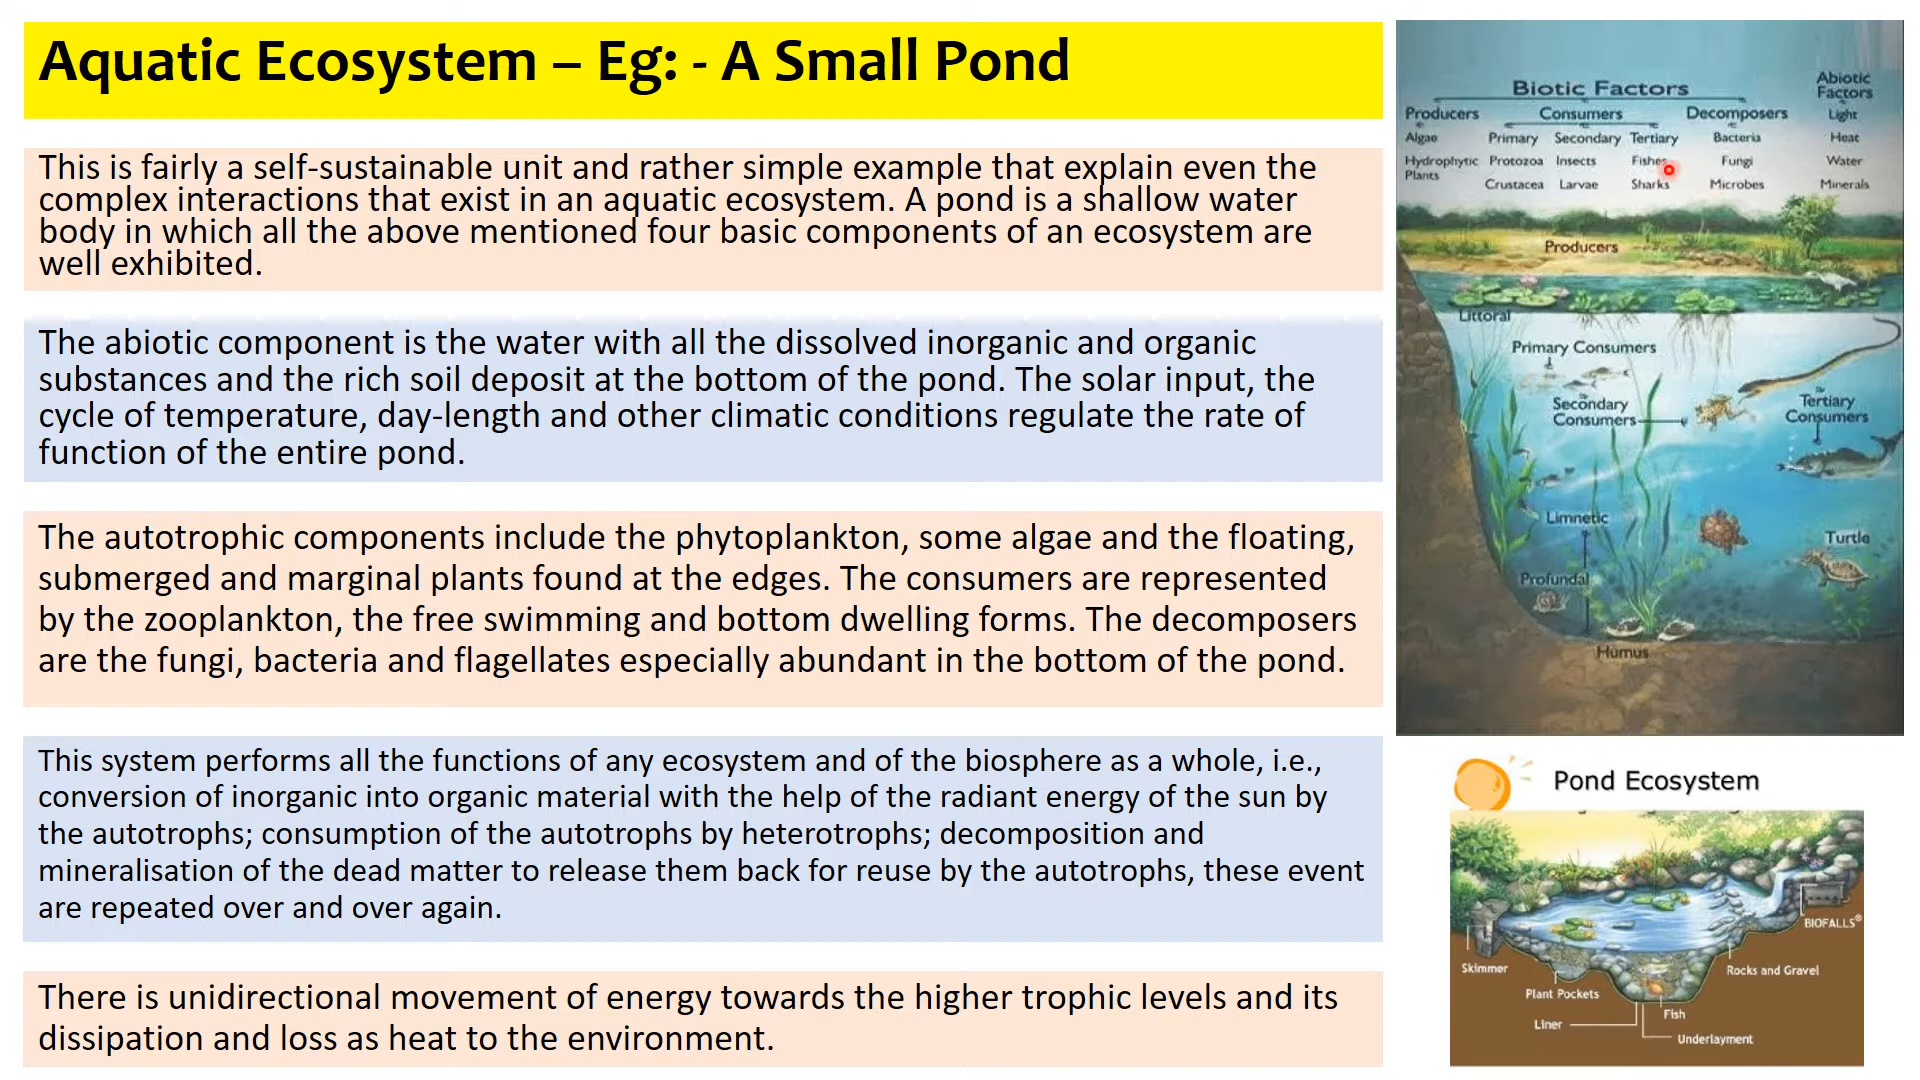 Aquatic Ecosystem – Eg: - A Small Pond
This is fairly a self-sustainable unit and rather simple example that explain even the
complex interactions that exist in an aquatic ecosystem. A pond is a shallow water
body in which all the above mentioned four basic components of an ecosystem are
well exhibited.
The abiotic component is the water with all the dissolved inorganic and organic
substances and the rich soil deposit at the bottom of the pond. The solar input, the
cycle of temperature, day-length and other climatic conditions regulate the rate of
function of the entire pond.
The autotrophic components include the phytoplankton, some algae and the floating,
submerged and marginal plants found at the edges. The consumers are represented
by the zooplankton, the free swimming and bottom dwelling forms. The decomposers
are the fungi, bacteria and flagellates especially abundant in the bottom of the pond.
This system performs all the functions of any ecosystem and of the biosphere as a whole, i.e.,
conversion of inorganic into organic material with the help of the radiant energy of the sun by
the autotrophs; consumption of the autotrophs by heterotrophs; decomposition and
mineralisation of the dead matter to release them back for reuse by the autotrophs, these event
are repeated over and over again.
There is unidirectional movement of energy towards the higher trophic levels and its
dissipation and loss as heat to the environment.
Biotic Factors
Abiotic
Factors
Producers Consumers Decomposers Light
Algae Primary Secondary Tertiary Bacteria Heat
Hydrophytic Protozoa Insects Fishes Fungi Water
Plants
Crustacea Larvae Sharks Microbes Minerals
Producers
Littoral
Primary Consumers
Secondary
Consumers
Tertiary
Consumers
Limnetic
Turtle
Profundal
Humus
Pond Ecosystem
BIOFALLS®
Skimmer
Rocks and Gravel
Plant Pockets
Fish
Liner
Underlayment